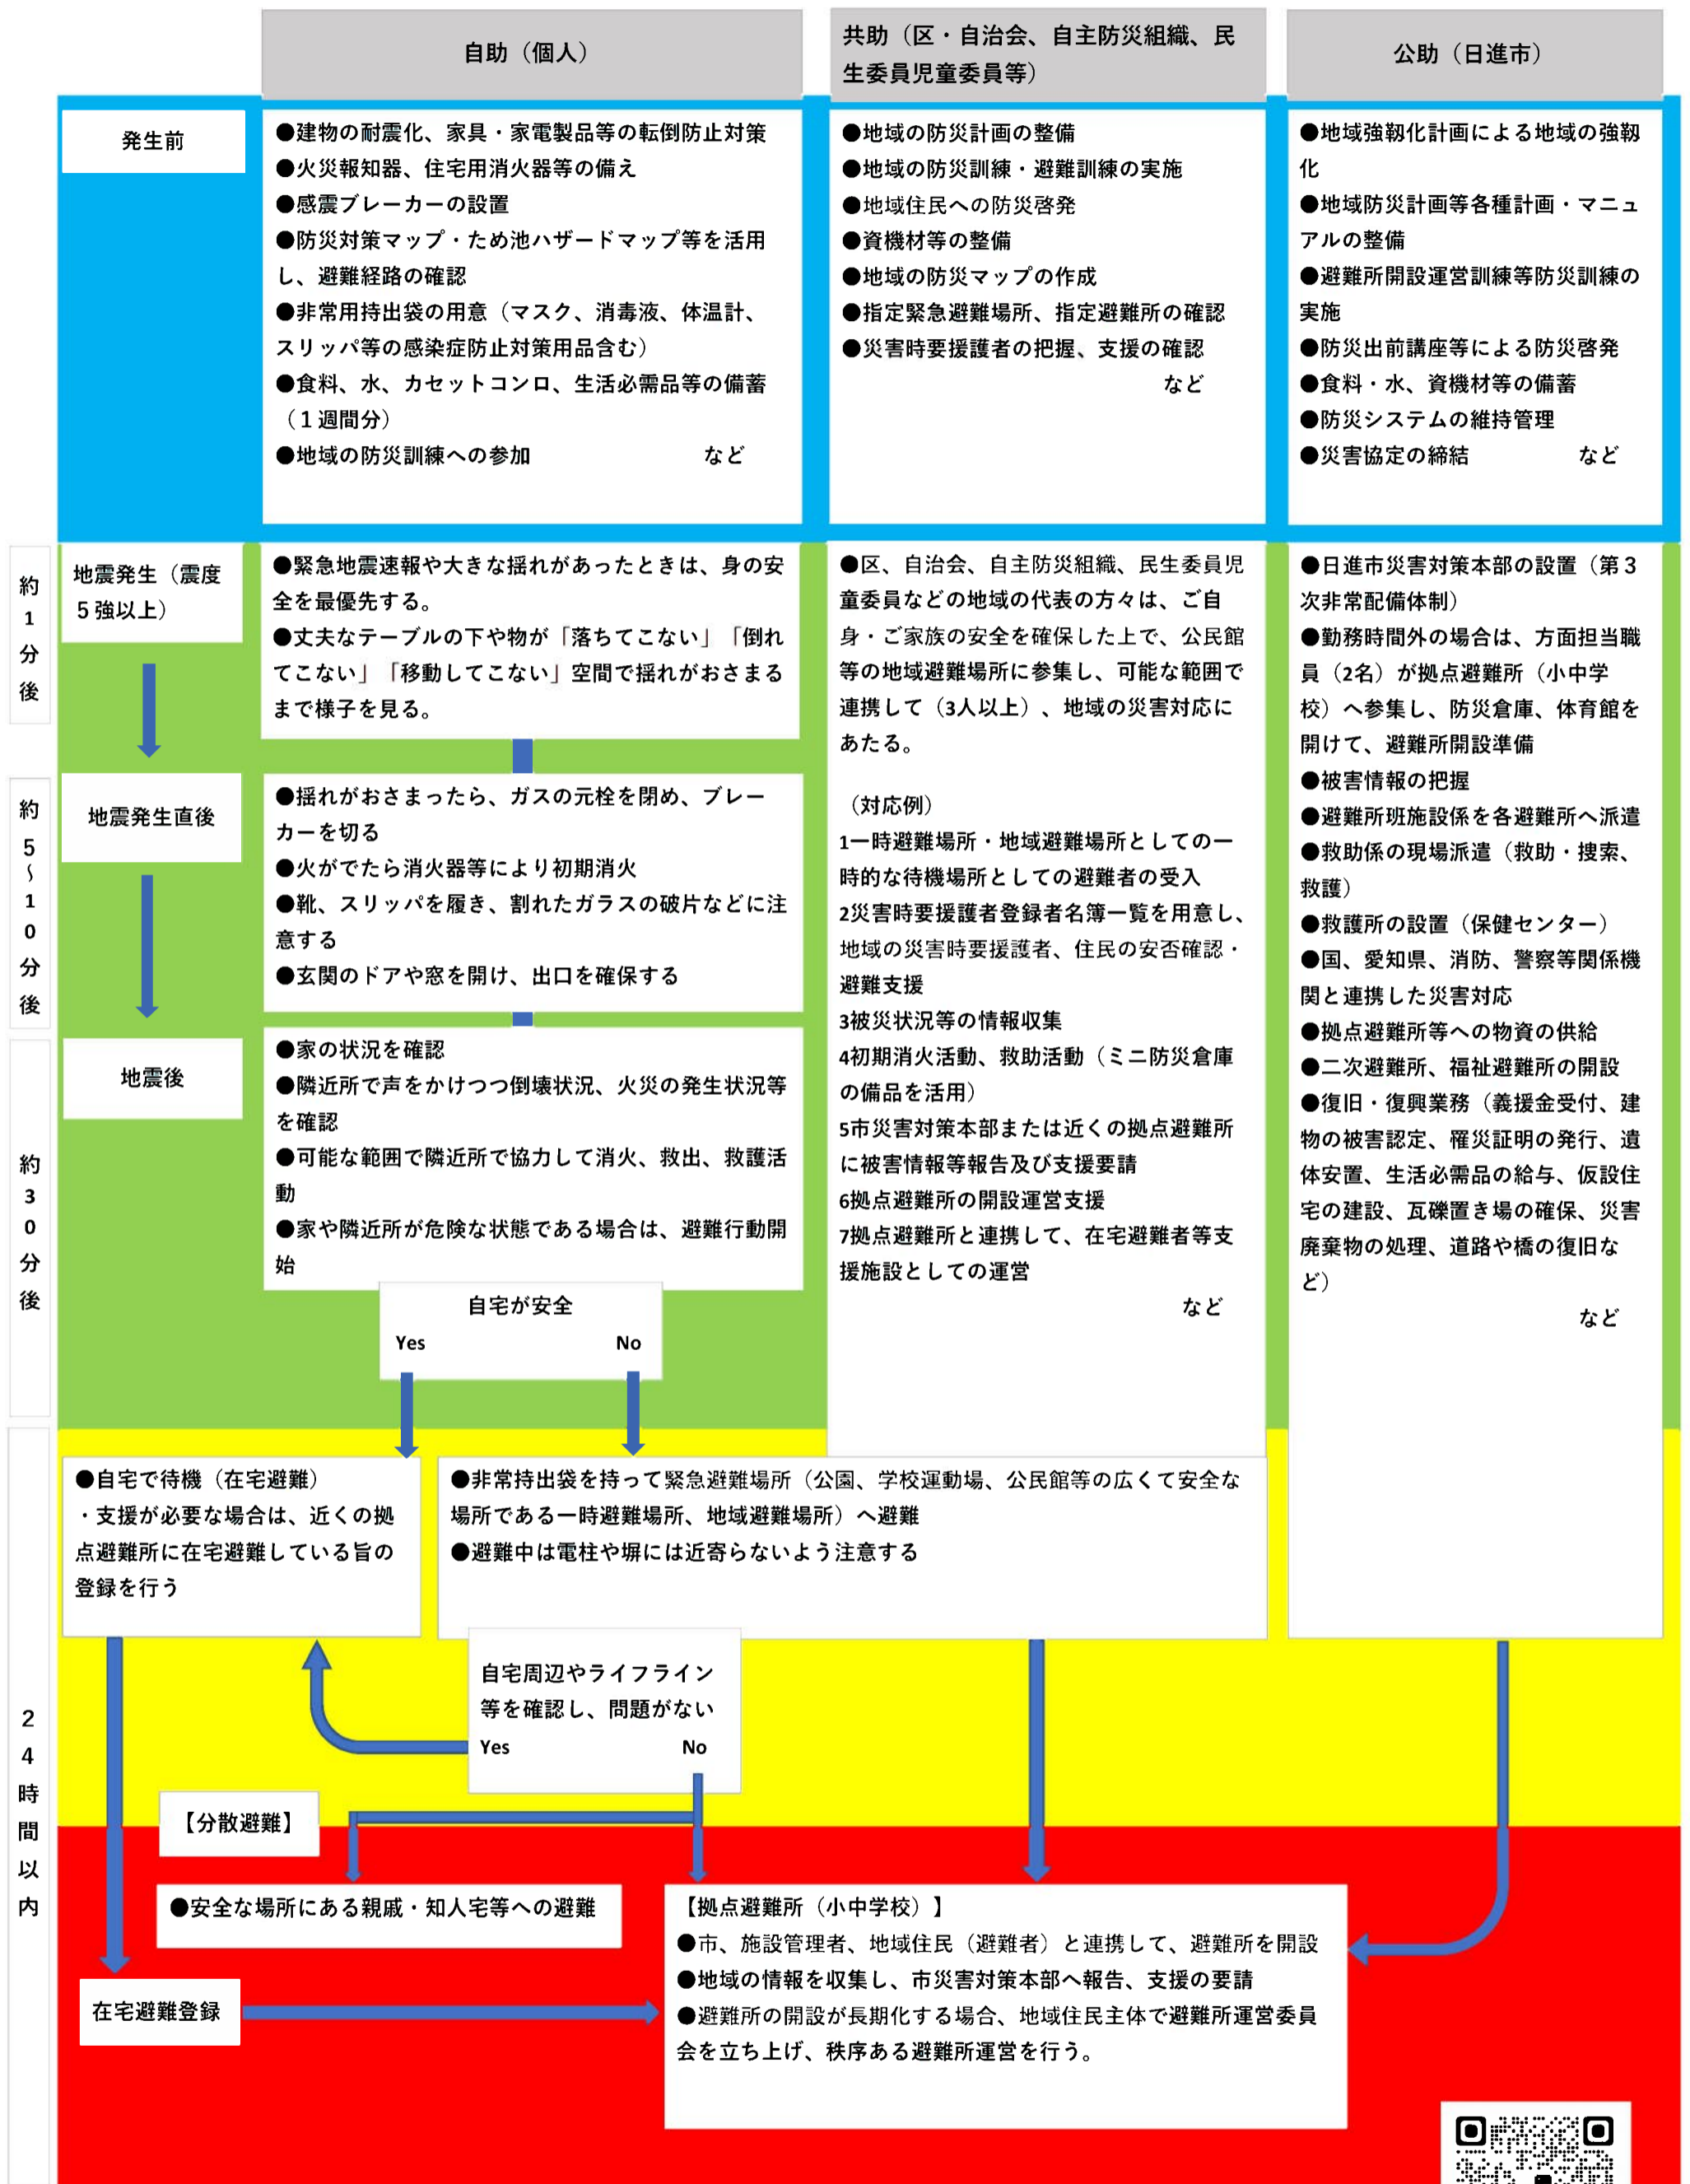 自助（個人）
共助（区・自治会、自主防災組織、民
生委員児童委員等）
公助（日進市）
発生前
●建物の耐震化、家具・家電製品等の転倒防止対策
●火災報知器、住宅用消火器等の備え
●感震ブレーカーの設置
●防災対策マップ・ため池ハザードマップ等を活用
し、避難経路の確認
●非常用持出袋の用意（マスク、消毒液、体温計、
スリッパ等の感染症防止対策用品含む）
●食料、水、カセットコンロ、生活必需品等の備蓄
（１週間分）
●地域の防災訓練への参加　など
●地域の防災計画の整備
●地域の防災訓練・避難訓練の実施
●地域住民への防災啓発
●資機材等の整備
●地域の防災マップの作成
●指定緊急避難場所、指定避難所の確認
●災害時要援護者の把握、支援の確認
など
●地域強靱化計画による地域の強靱
化
●地域防災計画等各種計画・マニュ
アルの整備
●避難所開設運営訓練等防災訓練の
実施
●防災出前講座等による防災啓発
●食料・水、資機材等の備蓄
●防災システムの維持管理
●災害協定の締結　など
約1分後
地震発生（震度
５強以上）
●緊急地震速報や大きな揺れがあったときは、身の安
全を最優先する。
●丈夫なテーブルの下や物が「落ちてこない」「倒れ
てこない」「移動してこない」空間で揺れがおさまる
まで様子を見る。
約5～10分後
地震発生直後
●揺れがおさまったら、ガスの元栓を閉め、ブレー
カーを切る
●火がでたら消火器等により初期消火
●靴、スリッパを履き、割れたガラスの破片などに注
意する
●玄関のドアや窓を開け、出口を確保する
約30分後
地震後
●家の状況を確認
●隣近所で声をかけつつ倒壊状況、火災の発生状況等
を確認
●可能な範囲で隣近所で協力して消火、救出、救護活
動
●家や隣近所が危険な状態である場合は、避難行動開
始
自宅が安全
Yes　No
●区、自治会、自主防災組織、民生委員児
童委員などの地域の代表の方々は、ご自
身・ご家族の安全を確保した上で、公民館
等の地域避難場所に参集し、可能な範囲で
連携して（3人以上）、地域の災害対応に
あたる。
（対応例）
1一時避難場所・地域避難場所としての一
時的な待機場所としての避難者の受入
2災害時要援護者登録者名簿一覧を用意し、
地域の災害時要援護者、住民の安否確認・
避難支援
3被災状況等の情報収集
4初期消火活動、救助活動（ミニ防災倉庫
の備品を活用）
5市災害対策本部または近くの拠点避難所
に被害情報等報告及び支援要請
6拠点避難所の開設運営支援
7拠点避難所と連携して、在宅避難者等支
援施設としての運営
など
●日進市災害対策本部の設置（第３
次非常配備体制）
●勤務時間外の場合は、方面担当職
員（2名）が拠点避難所（小中学
校）へ参集し、防災倉庫、体育館を
開けて、避難所開設準備
●被害情報の把握
●避難所班施設係を各避難所へ派遣
●救助係の現場派遣（救助・捜索、
救護）
●救護所の設置（保健センター）
●国、愛知県、消防、警察等関係機
関と連携した災害対応
●拠点避難所等への物資の供給
●二次避難所、福祉避難所の開設
●復旧・復興業務（義援金受付、建
物の被害認定、罹災証明の発行、遺
体安置、生活必需品の給与、仮設住
宅の建設、瓦礫置き場の確保、災害
廃棄物の処理、道路や橋の復旧な
ど）
など
24時間以内
●自宅で待機（在宅避難）
・支援が必要な場合は、近くの拠
点避難所に在宅避難している旨の
登録を行う
●非常持出袋を持って緊急避難場所（公園、学校運動場、公民館等の広くて安全な
場所である一時避難場所、地域避難場所）へ避難
●避難中は電柱や塀には近寄らないよう注意する
自宅周辺やライフライン
等を確認し、問題がない
Yes　No
【分散避難】
●安全な場所にある親戚・知人宅等への避難
【拠点避難所（小中学校）】
●市、施設管理者、地域住民（避難者）と連携して、避難所を開設
●地域の情報を収集し、市災害対策本部へ報告、支援の要請
●避難所の開設が長期化する場合、地域住民主体で避難所運営委員
会を立ち上げ、秩序ある避難所運営を行う。
在宅避難登録